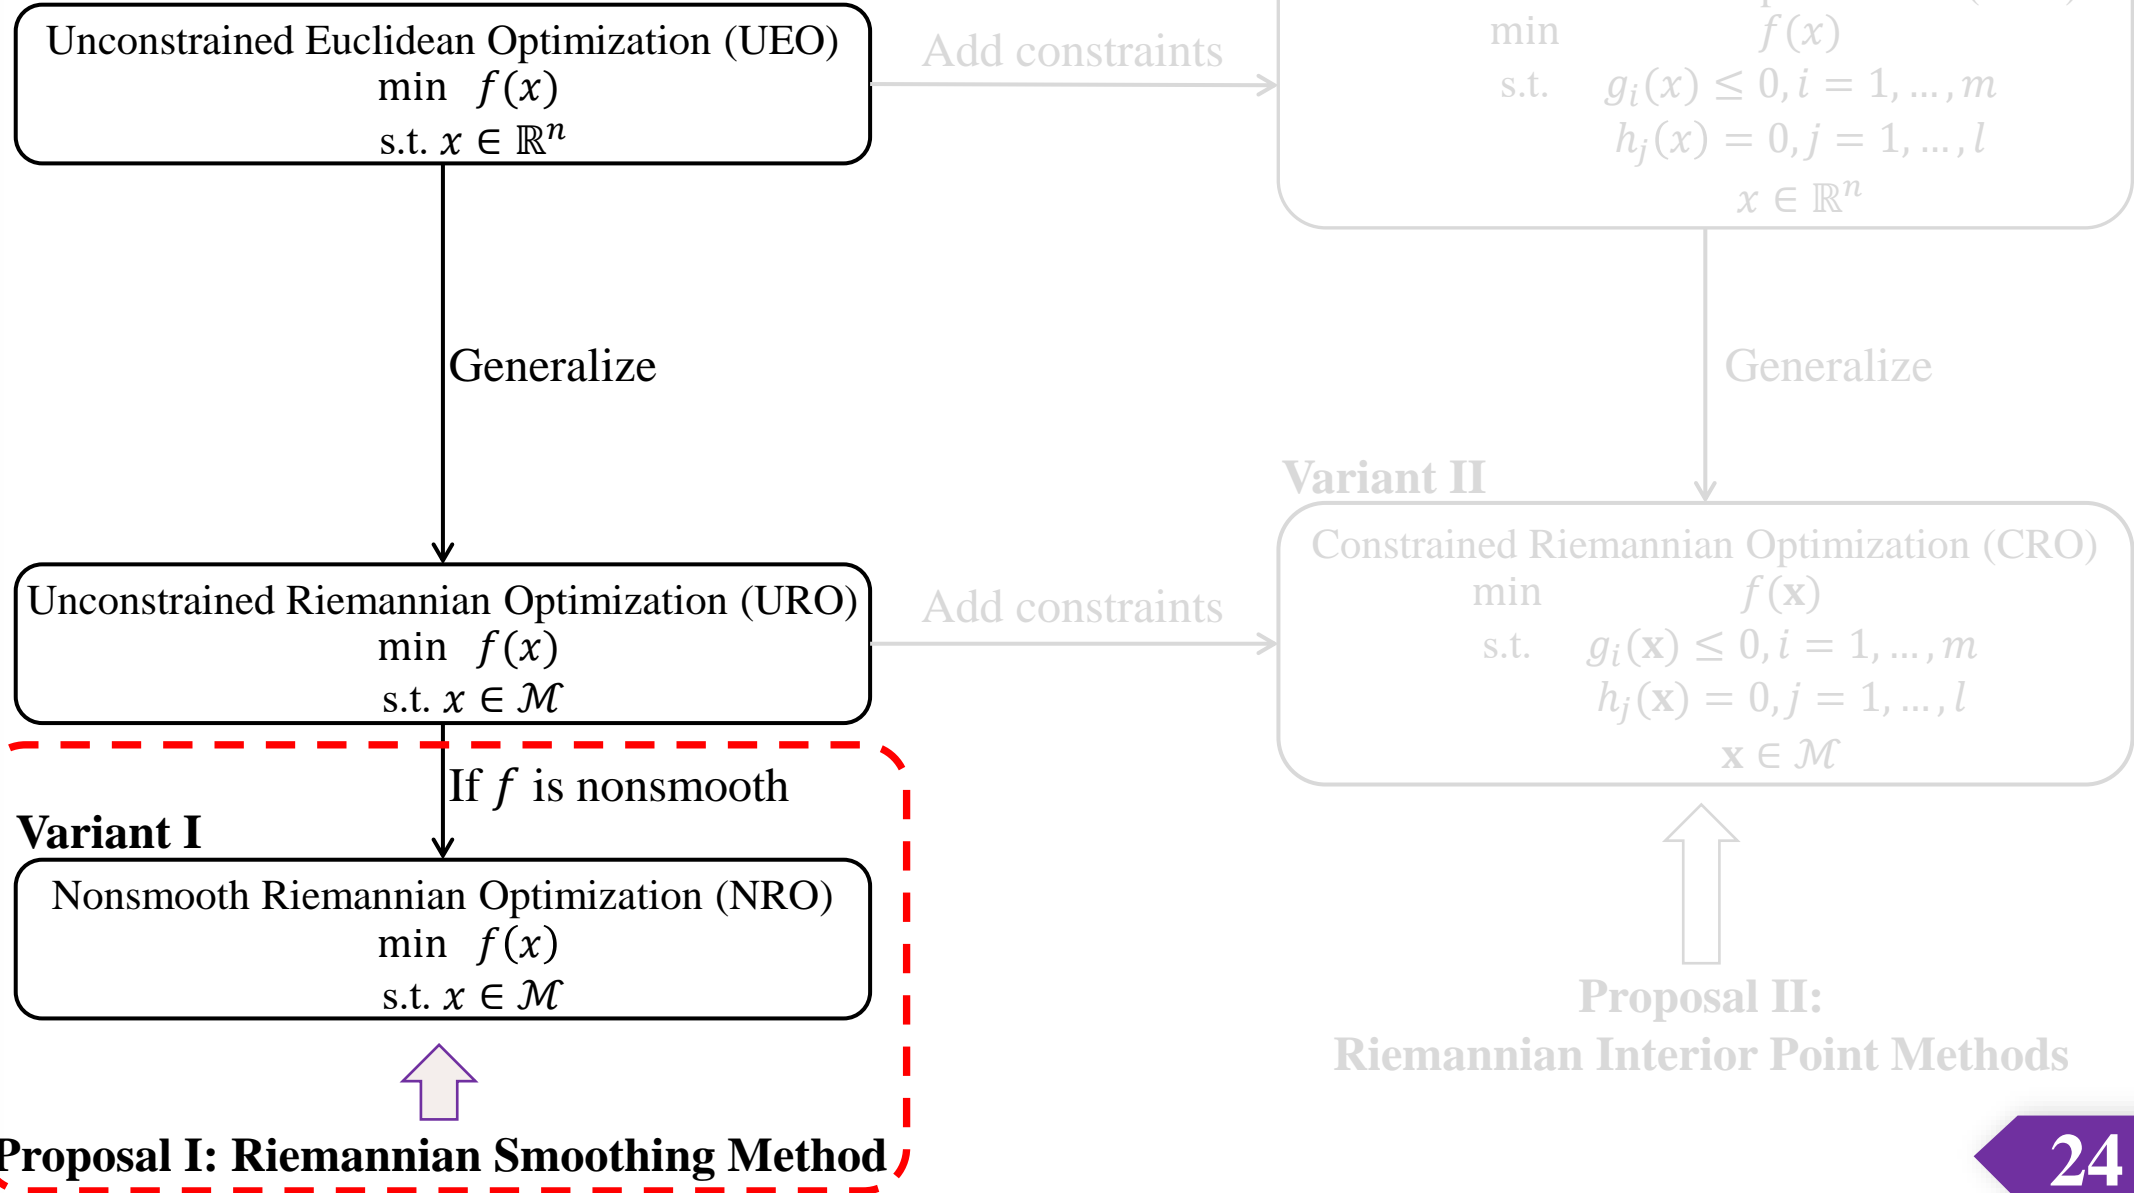 Unconstrained Euclidean Optimization (UEO)
min f(x)
s.t. x ∈ ℝⁿ
Add constraints
min f(x)
s.t. gᵢ(x) ≤ 0, i = 1, …, m
hⱼ(x) = 0, j = 1, …, l
x ∈ ℝⁿ
Generalize
Generalize
Variant II
Unconstrained Riemannian Optimization (URO)
min f(x)
s.t. x ∈ ℳ
Add constraints
Constrained Riemannian Optimization (CRO)
min f(𝐱)
s.t. gᵢ(𝐱) ≤ 0, i = 1, …, m
hⱼ(𝐱) = 0, j = 1, …, l
𝐱 ∈ ℳ
If f is nonsmooth
Variant I
Nonsmooth Riemannian Optimization (NRO)
min f(x)
s.t. x ∈ ℳ
Proposal I: Riemannian Smoothing Method
Proposal II:
Riemannian Interior Point Methods
24